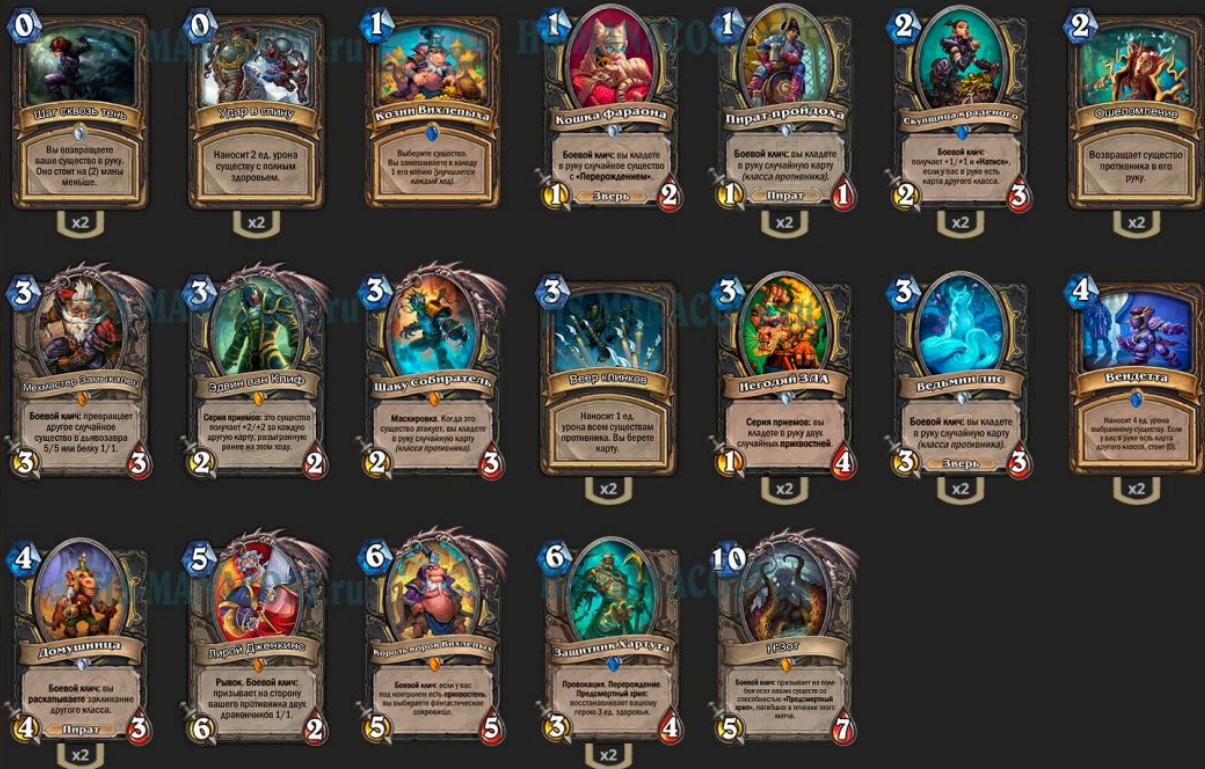 0
Шаг сквозь тень
Вы возвращаете
ваше существо в руку.
Оно стоит на (2) маны
меньше.
x2
0
Удар в спину
Наносит 2 ед. урона
существу с полным
здоровьем.
x2
1
Козни Вихлепыха
Выберите существо.
Вы замешиваете в колоду
1 его копию (улучшается
каждый ход).
1
Кошка фараона
Боевой клич: вы кладете
в руку случайное существо
с «Перерождением».
1 Зверь 2
1
Пират-пройдоха
Боевой клич: вы кладете
в руку случайную карту
(класса противника).
1 Пират 1
x2
2
Скупщица краденого
Боевой клич:
получает +1/+1 и «Натиск»,
если у вас в руке есть
карта другого класса.
2 3
2
Ошеломление
Возвращает существо
противника в его
руку.
x2
3
Мехмастер Замыкалец
Боевой клич: превращает
другое случайное
существо в дьявозавра
5/5 или белку 1/1.
3 3
3
Эдвин ван Клиф
Серия приемов: это существо
получает +2/+2 за каждую
другую карту, разыгранную
ранее на этом ходу.
2 2
3
Шаку Собиратель
Маскировка. Когда это
существо атакует, вы кладете
в руку случайную карту
(класса противника).
2 3
3
Веер клинков
Наносит 1 ед.
урона всем существам
противника. Вы берете
карту.
x2
3
Негодяй ЗЛА
Серия приемов: вы
кладете в руку двух
случайных прихвостней.
1 4
x2
3
Ведьмин лис
Боевой клич: вы кладете
в руку случайную карту
(класса противника).
3 Зверь 3
x2
4
Вендетта
Наносит 4 ед. урона
выбранному существу. Если
у вас в руке есть карта
другого класса, стоит (0).
x2
4
Домушница
Боевой клич: вы
раскапываете заклинание
другого класса.
4 Пират 3
x2
5
Лирой Дженкинс
Рывок. Боевой клич:
призывает на сторону
вашего противника двух
дракончиков 1/1.
6 2
6
Король воров Вихлепых
Боевой клич: если у вас
под контролем есть прихвостень,
вы выбираете фантастическое
сокровище.
5 5
6
Защитник Хартута
Провокация. Перерождение.
Предсмертный хрип:
восстанавливает вашему
герою 3 ед. здоровья.
3 4
x2
10
Н'Зот
Боевой клич: призывает на поле
боя всех ваших существ со
способностью «Предсмертный
хрип», погибших в течение этого
матча.
5 7